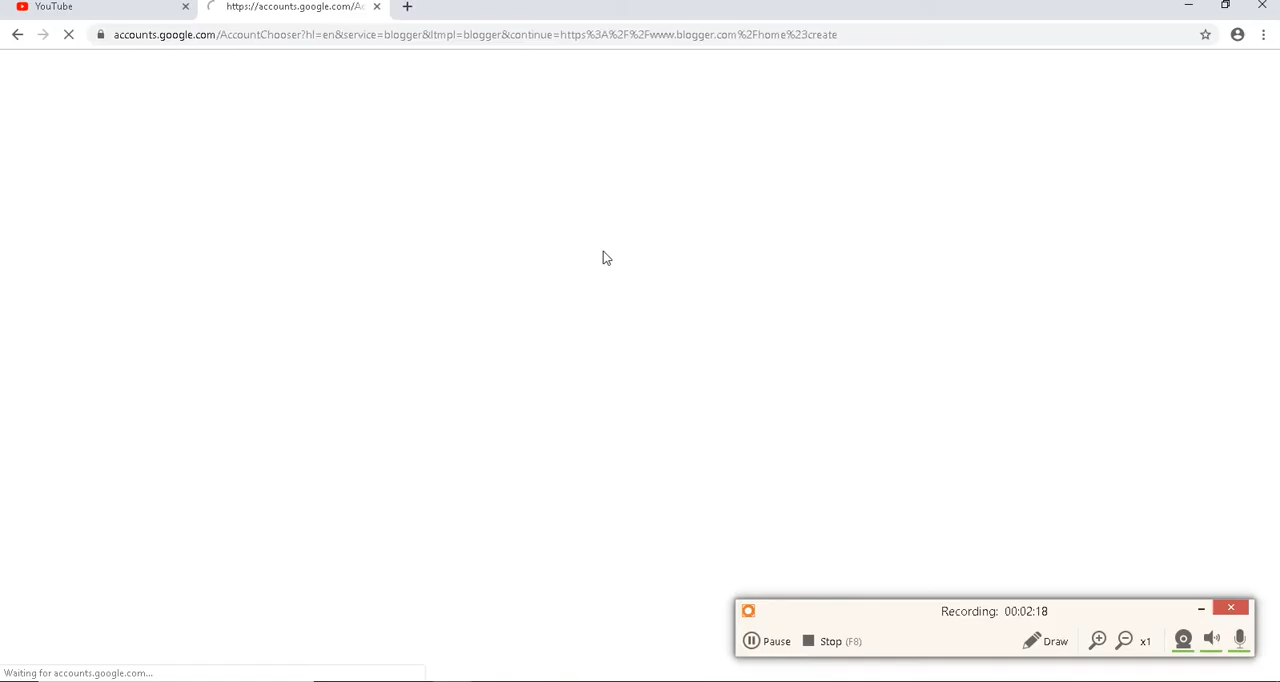 YouTube
https://accounts.google.com/Ac
accounts.google.com/AccountChooser?hl=en&service=blogger&ltmpl=blogger&continue=https%3A%2F%2Fwww.blogger.com%2Fhome%23create
Recording: 00:02:18
Pause
Stop (F8)
Draw
x1
Waiting for accounts.google.com...